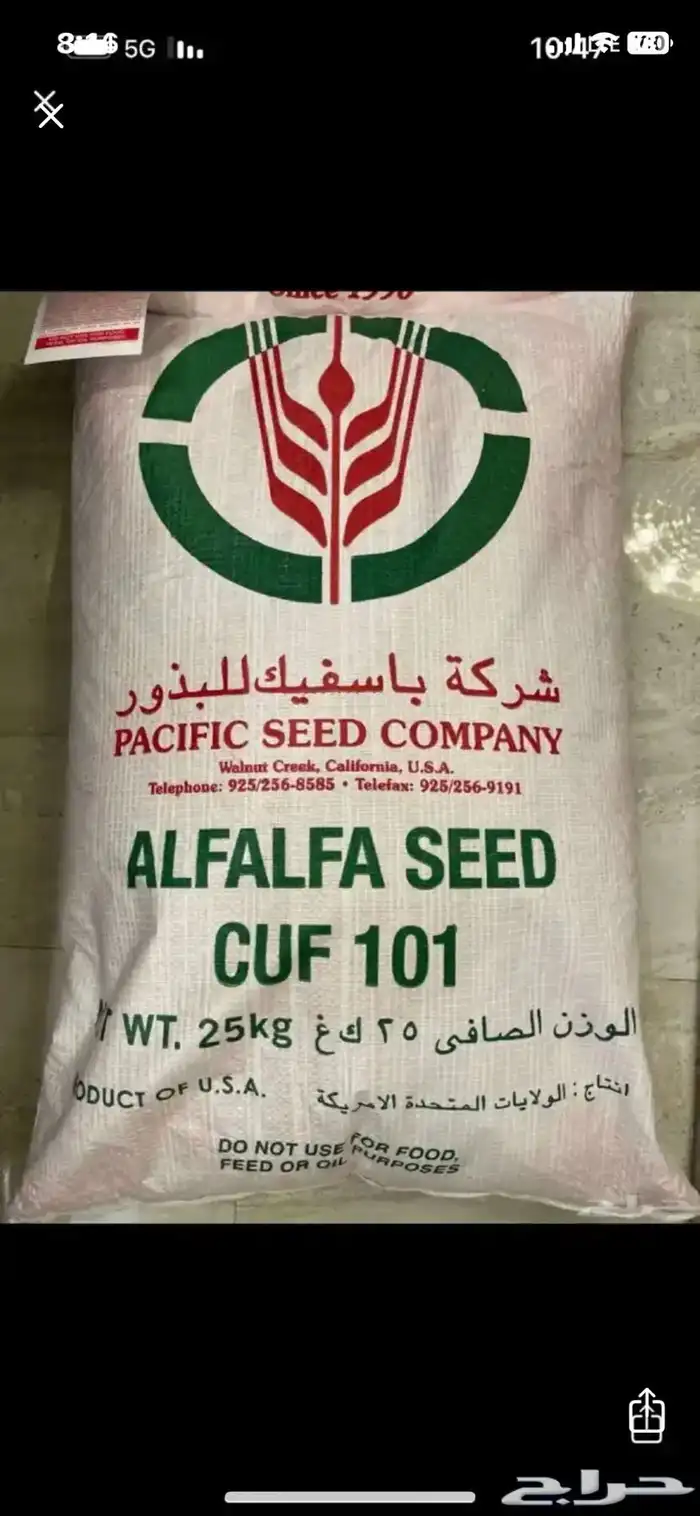 5G
Since 1990
شركة باسفيك للبذور
PACIFIC SEED COMPANY
Walnut Creek, California, U.S.A.
Telephone: 925/256-8585 • Telefax: 925/256-9191
ALFALFA SEED
CUF 101
WT. 25kg الوزن الصافى ٢٥ ك غ
PRODUCT OF U.S.A. انتاج: الولايات المتحدة الامريكة
DO NOT USE FOR FOOD,
FEED OR OIL PURPOSES
حراج